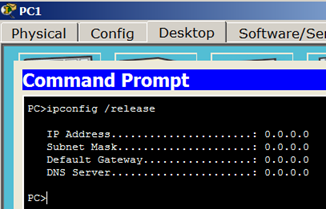 PC1
Physical Config Desktop Software/Ser
Command Prompt
PC>ipconfig /release
IP Address......................: 0.0.0.0
Subnet Mask.....................: 0.0.0.0
Default Gateway.................: 0.0.0.0
DNS Server......................: 0.0.0.0
PC>